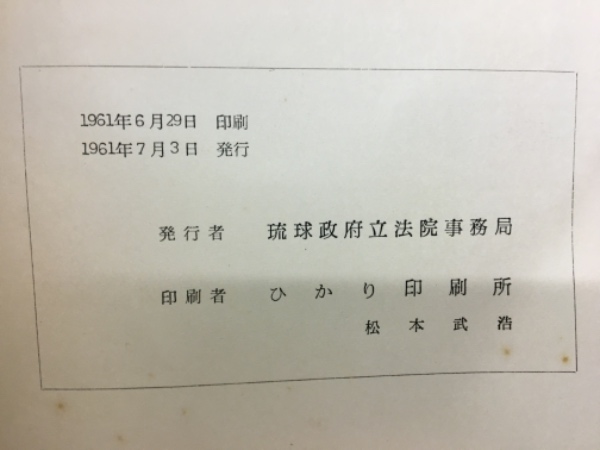 1961年6月29日 印刷
1961年7月3日 発行
発行者 琉球政府立法院事務局
印刷者 ひかり印刷所
松本武浩